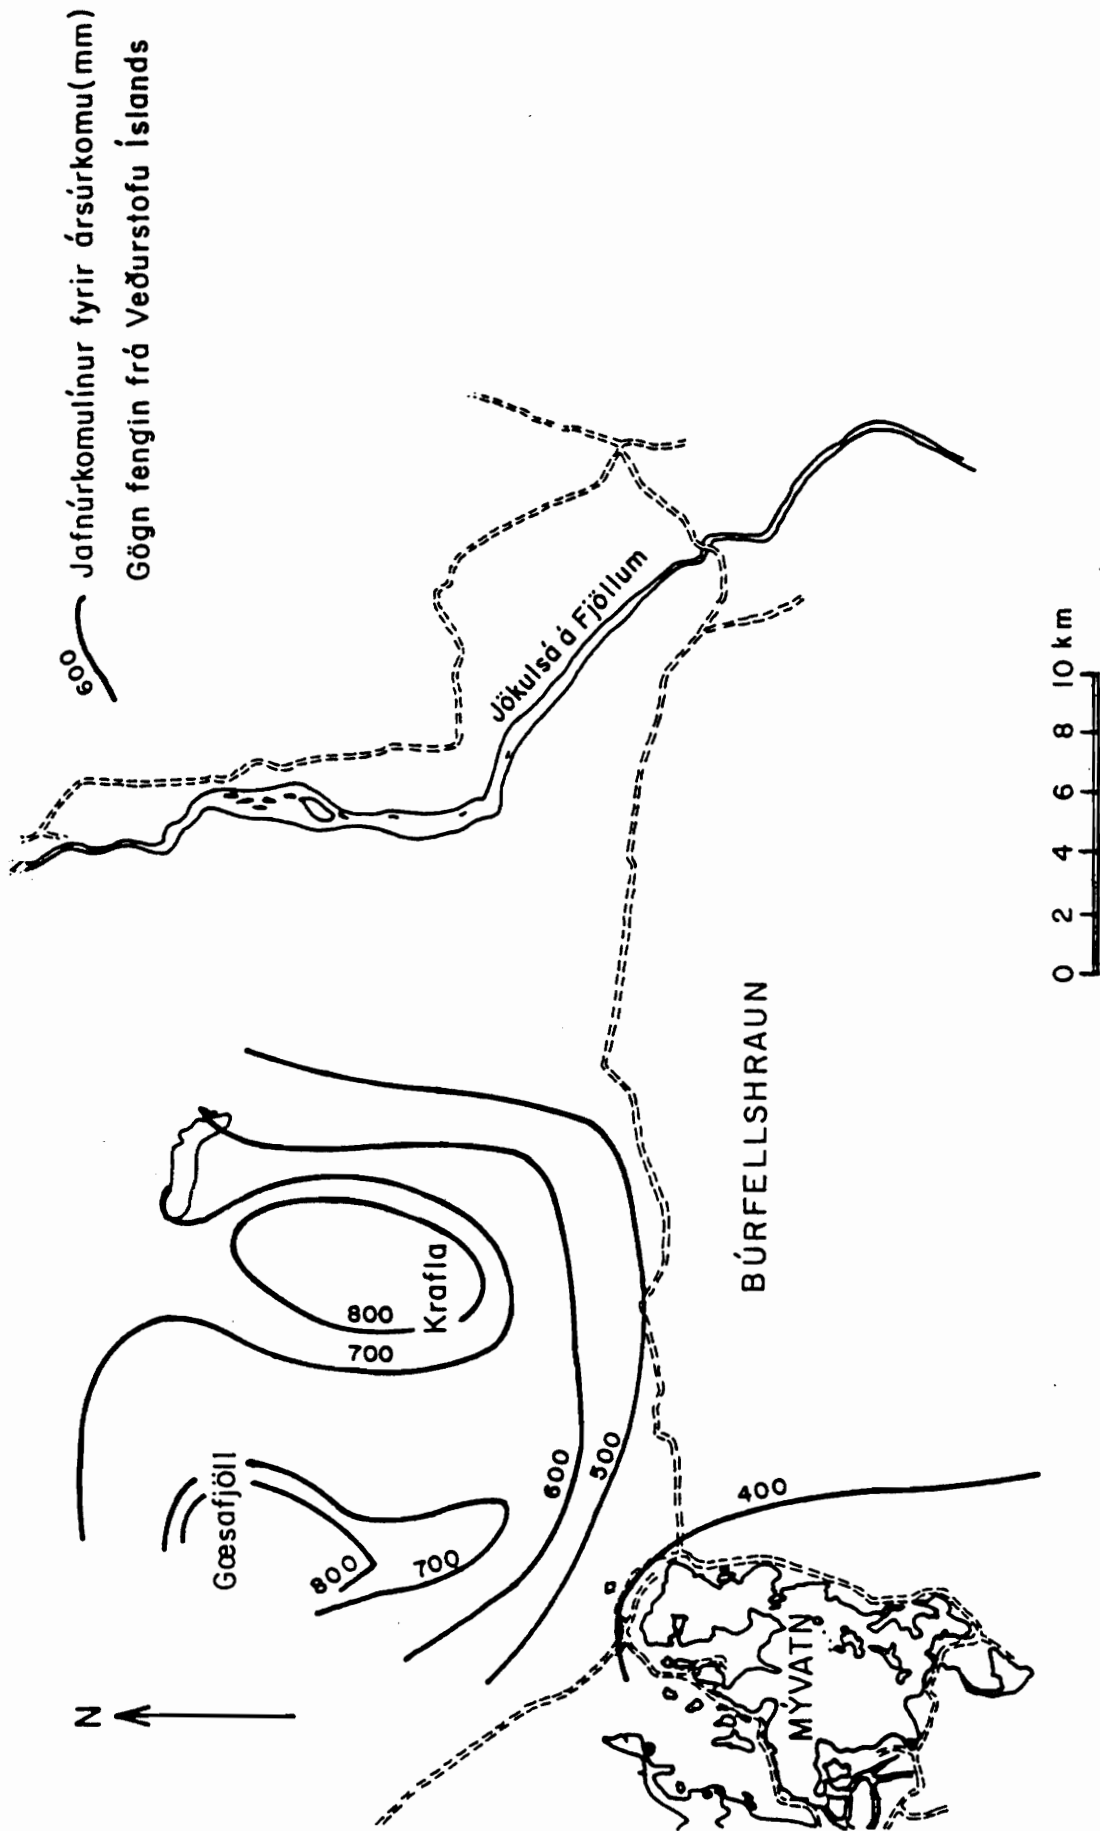 600 Jafnúrkomulínur fyrir ársúrkomu(mm)
Gögn fengin frá Veðurstofu Íslands
N
Gæsafjöll
800
700
800
Krafla
700
600
500
400
Jökulsá á Fjöllum
BÚRFELLSHRAUN
MÝVATN
0 2 4 6 8 10 km